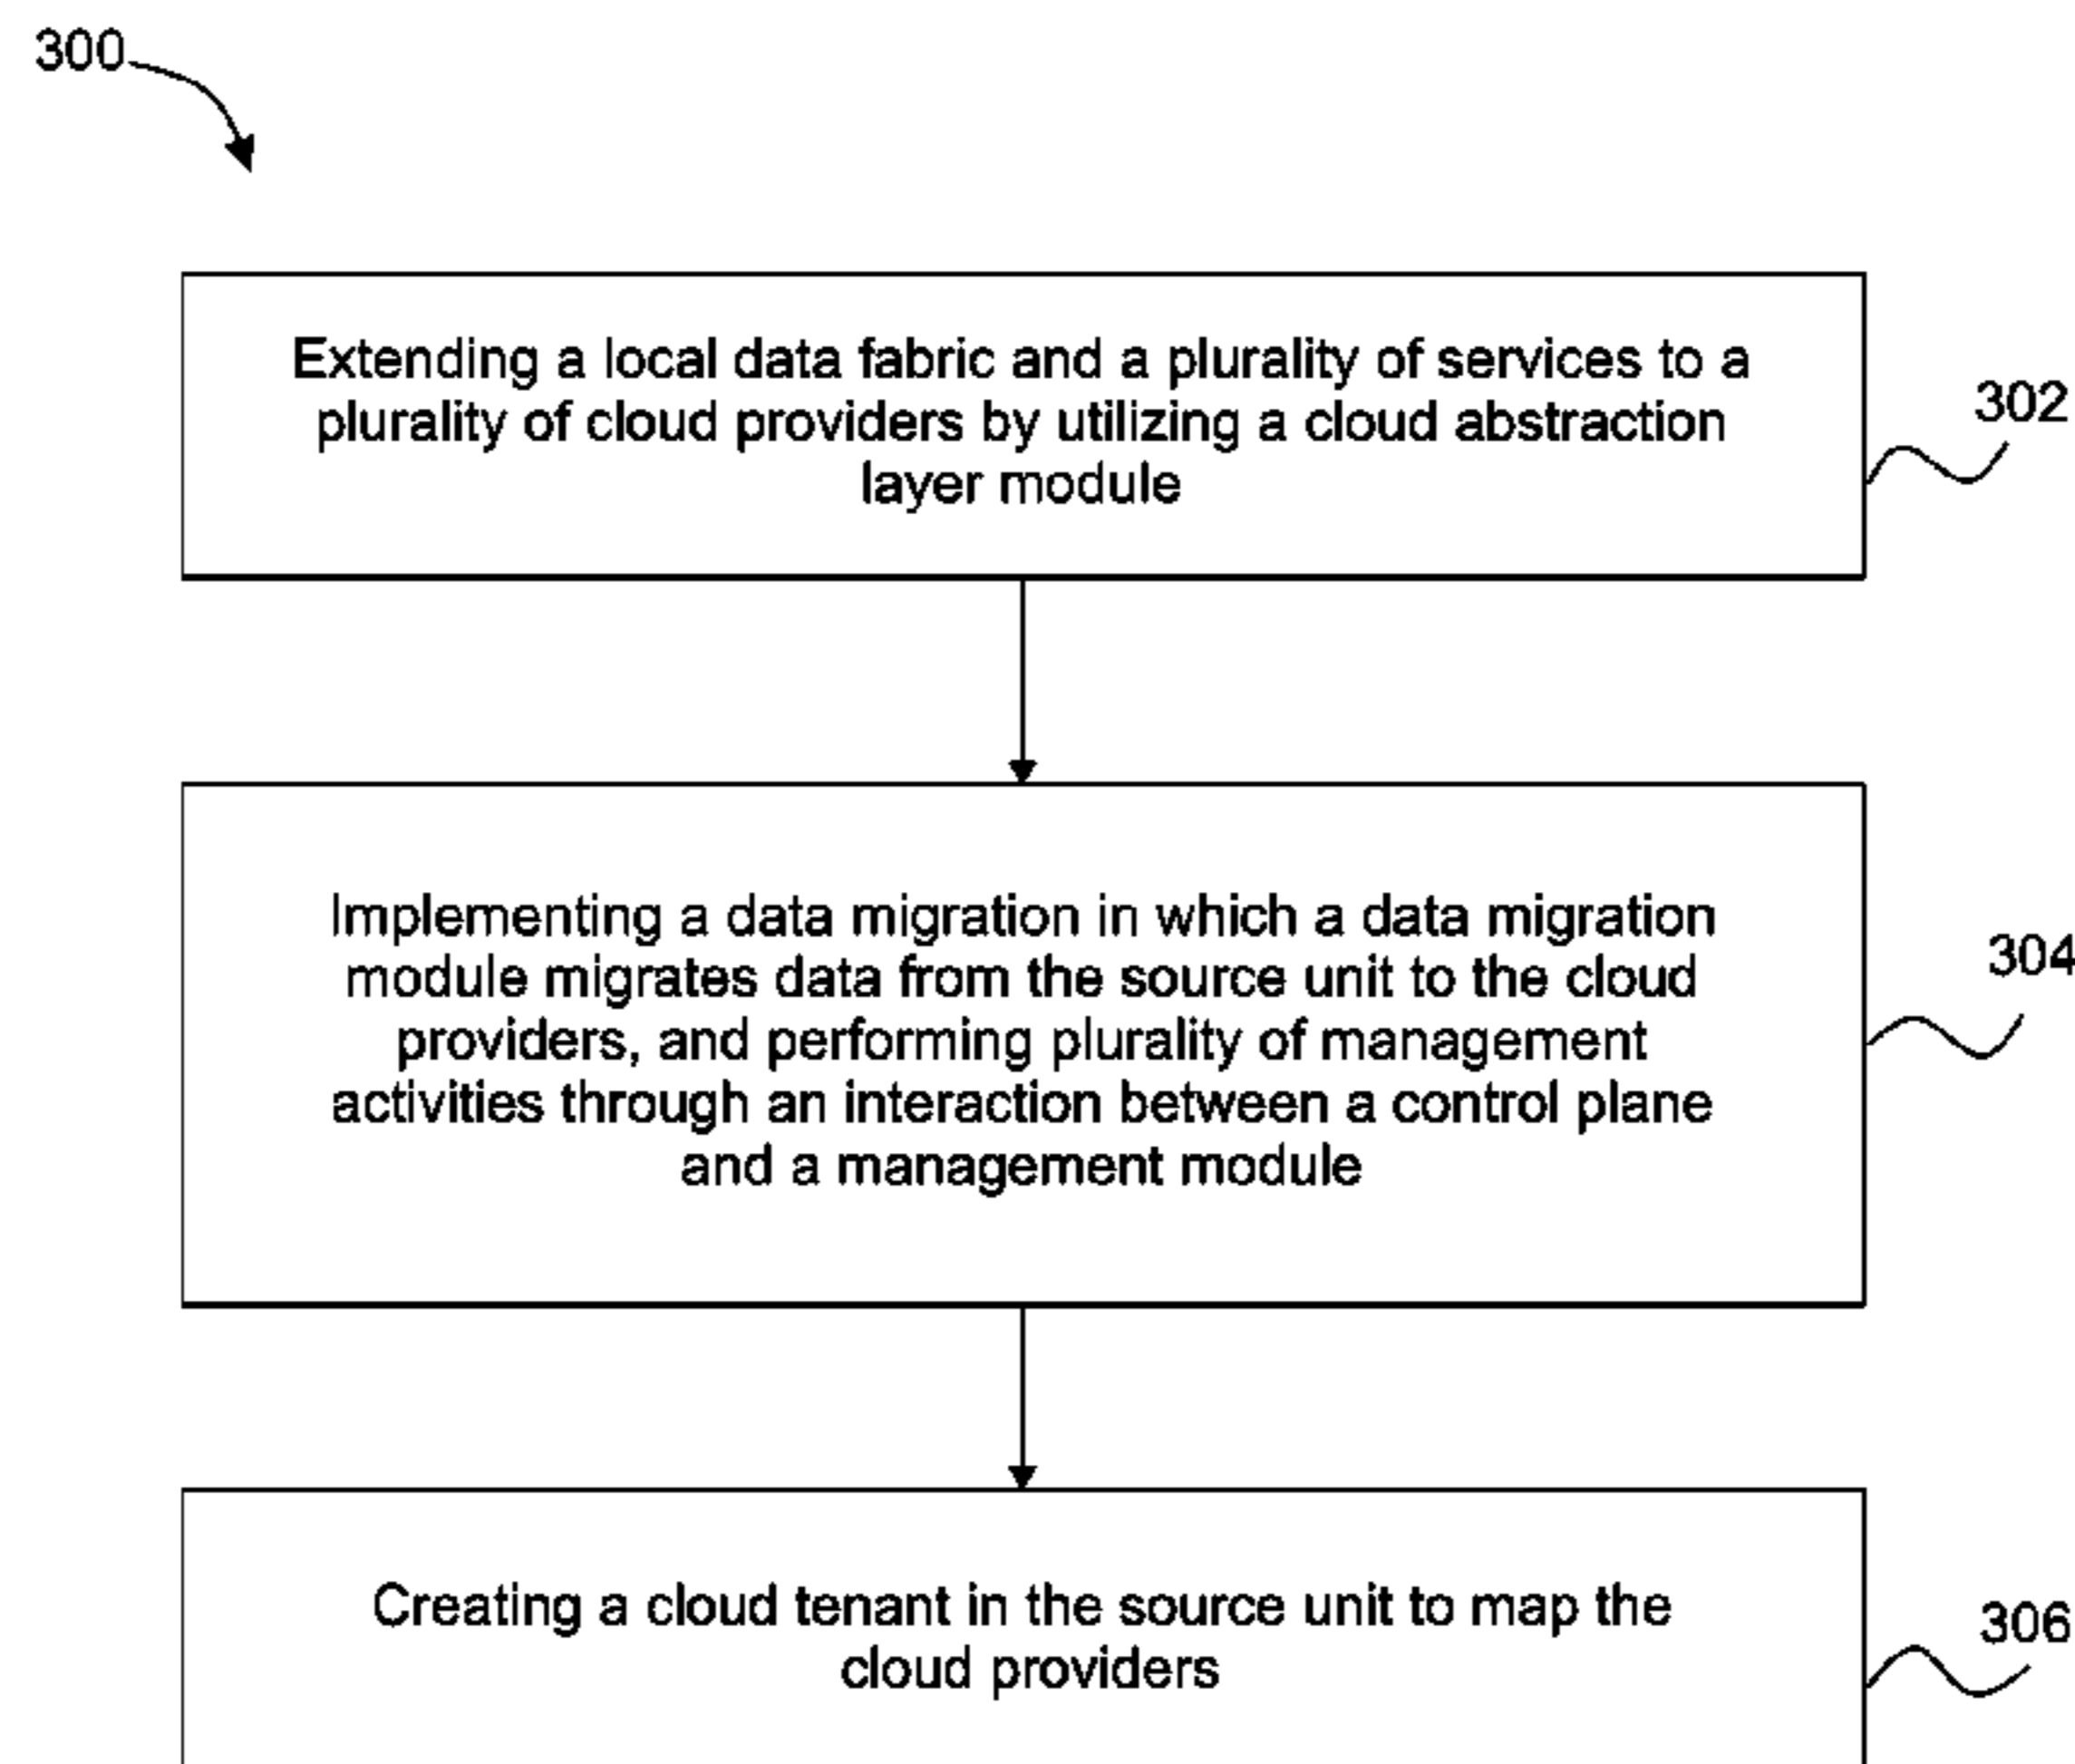 300
Extending a local data fabric and a plurality of services to a
plurality of cloud providers by utilizing a cloud abstraction
layer module
302
Implementing a data migration in which a data migration
module migrates data from the source unit to the cloud
providers, and performing plurality of management
activities through an interaction between a control plane
and a management module
304
Creating a cloud tenant in the source unit to map the
cloud providers
306